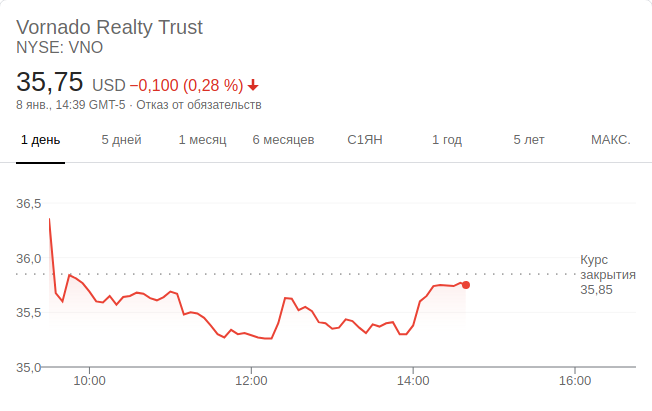 Vornado Realty Trust
NYSE: VNO
35,75 USD −0,100 (0,28 %)
8 янв., 14:39 GMT-5 · Отказ от обязательств
1 день 5 дней 1 месяц 6 месяцев С1ЯН 1 год 5 лет МАКС.
36,5
36,0
Курс
закрытия
35,85
35,5
35,0
10:00 12:00 14:00 16:00